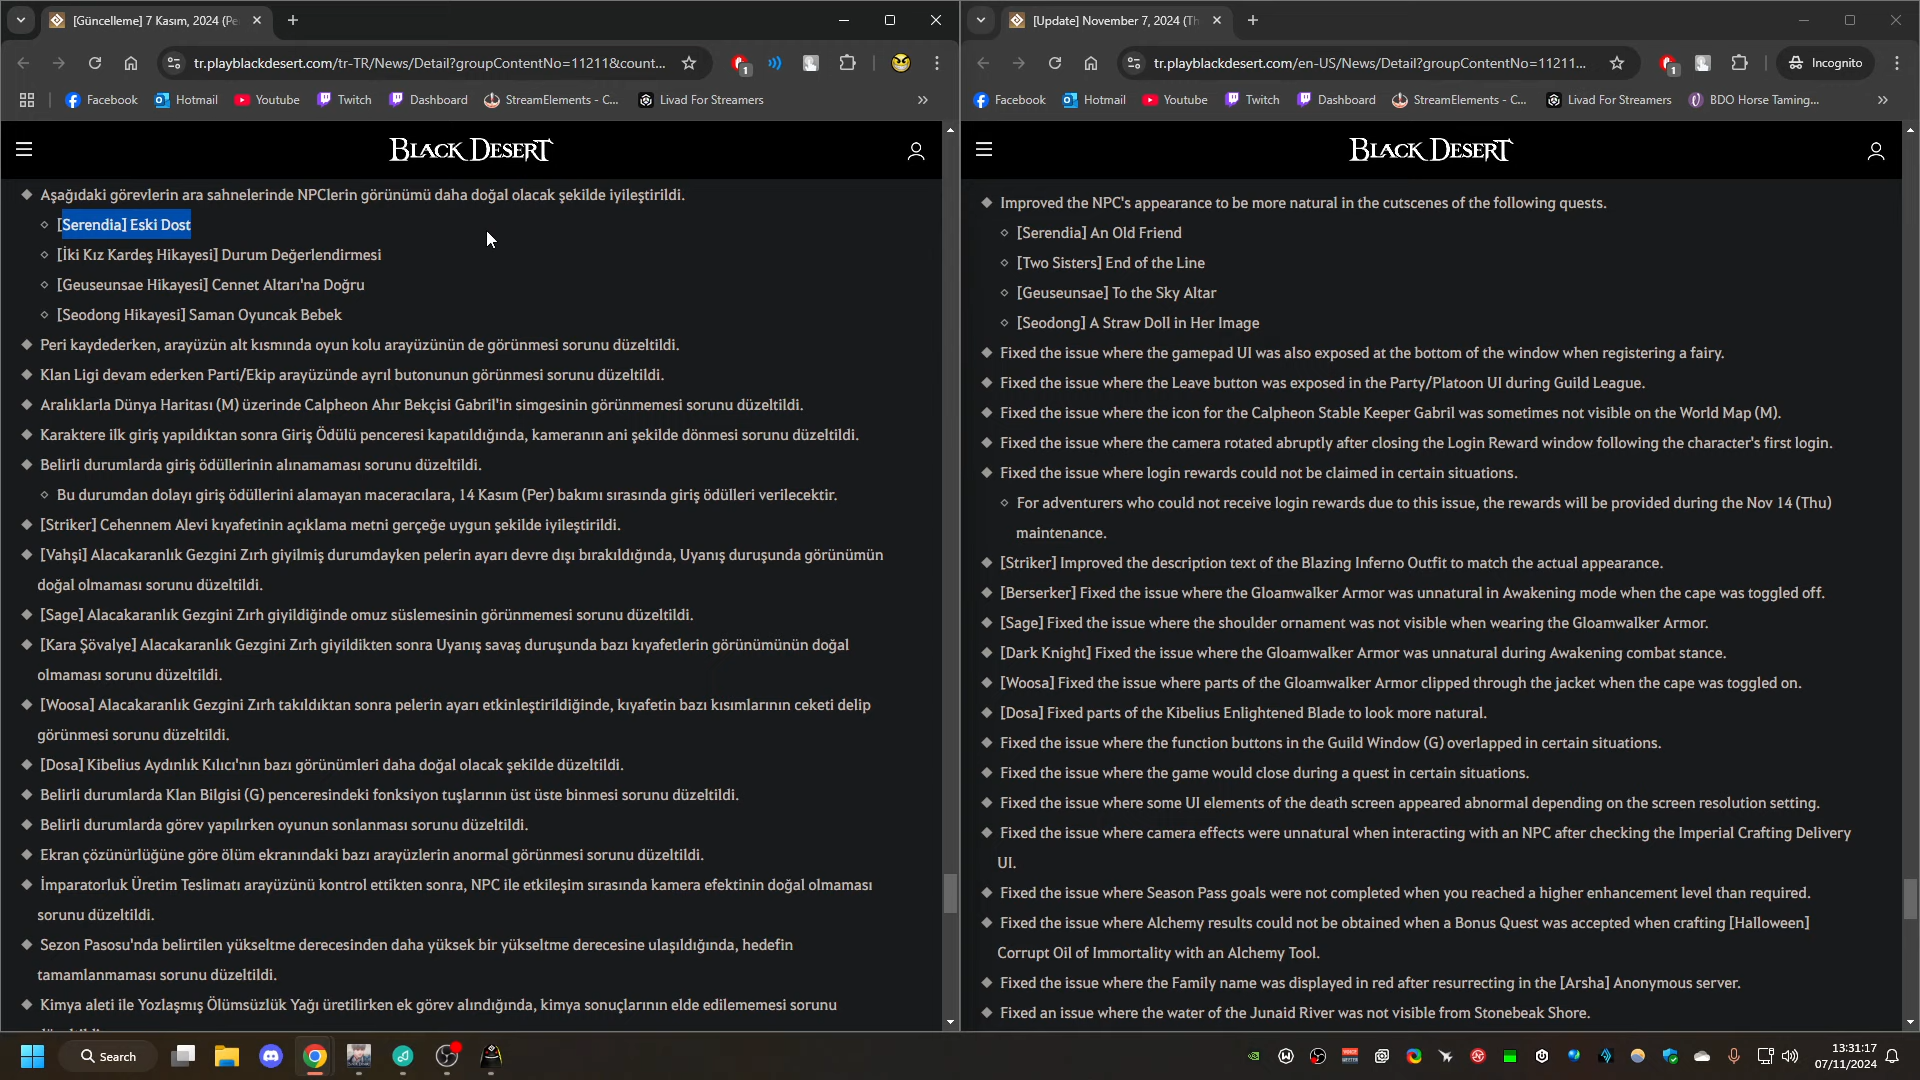 [Güncelleme] 7 Kasım, 2024 (Pe
tr.playblackdesert.com/tr-TR/News/Detail?groupContentNo=11211&count...
1
Facebook
Hotmail
Youtube
Twitch
Dashboard
StreamElements - C...
Livad For Streamers
BLACK DESERT
Aşağıdaki görevlerin ara sahnelerinde NPClerin görünümü daha doğal olacak şekilde iyileştirildi.
[Serendia] Eski Dost
[İki Kız Kardeş Hikayesi] Durum Değerlendirmesi
[Geuseunsae Hikayesi] Cennet Altarı'na Doğru
[Seodong Hikayesi] Saman Oyuncak Bebek
Peri kaydederken, arayüzün alt kısmında oyun kolu arayüzünün de görünmesi sorunu düzeltildi.
Klan Ligi devam ederken Parti/Ekip arayüzünde ayrıl butonunun görünmesi sorunu düzeltildi.
Aralıklarla Dünya Haritası (M) üzerinde Calpheon Ahır Bekçisi Gabril'in simgesinin görünmemesi sorunu düzeltildi.
Karaktere ilk giriş yapıldıktan sonra Giriş Ödülü penceresi kapatıldığında, kameranın ani şekilde dönmesi sorunu düzeltildi.
Belirli durumlarda giriş ödüllerinin alınamaması sorunu düzeltildi.
Bu durumdan dolayı giriş ödüllerini alamayan maceracılara, 14 Kasım (Per) bakımı sırasında giriş ödülleri verilecektir.
[Striker] Cehennem Alevi kıyafetinin açıklama metni gerçeğe uygun şekilde iyileştirildi.
[Vahşi] Alacakaranlık Gezgini Zırh giyilmiş durumdayken pelerin ayarı devre dışı bırakıldığında, Uyanış duruşunda görünümün
doğal olmaması sorunu düzeltildi.
[Sage] Alacakaranlık Gezgini Zırh giyildiğinde omuz süslemesinin görünmemesi sorunu düzeltildi.
[Kara Şövalye] Alacakaranlık Gezgini Zırh giyildikten sonra Uyanış savaş duruşunda bazı kıyafetlerin görünümünün doğal
olmaması sorunu düzeltildi.
[Woosa] Alacakaranlık Gezgini Zırh takıldıktan sonra pelerin ayarı etkinleştirildiğinde, kıyafetin bazı kısımlarının ceketi delip
görünmesi sorunu düzeltildi.
[Dosa] Kibelius Aydınlık Kılıcı'nın bazı görünümleri daha doğal olacak şekilde düzeltildi.
Belirli durumlarda Klan Bilgisi (G) penceresindeki fonksiyon tuşlarının üst üste binmesi sorunu düzeltildi.
Belirli durumlarda görev yapılırken oyunun sonlanması sorunu düzeltildi.
Ekran çözünürlüğüne göre ölüm ekranındaki bazı arayüzlerin anormal görünmesi sorunu düzeltildi.
İmparatorluk Üretim Teslimatı arayüzünü kontrol ettikten sonra, NPC ile etkileşim sırasında kamera efektinin doğal olmaması
sorunu düzeltildi.
Sezon Pasosu'nda belirtilen yükseltme derecesinden daha yüksek bir yükseltme derecesine ulaşıldığında, hedefin
tamamlanmaması sorunu düzeltildi.
Kimya aleti ile Yozlaşmış Ölümsüzlük Yağı üretilirken ek görev alındığında, kimya sonuçlarının elde edilememesi sorunu
[Update] November 7, 2024 (Th
tr.playblackdesert.com/en-US/News/Detail?groupContentNo=11211...
1
Incognito
Facebook
Hotmail
Youtube
Twitch
Dashboard
StreamElements - C...
Livad For Streamers
BDO Horse Taming...
BLACK DESERT
Improved the NPC's appearance to be more natural in the cutscenes of the following quests.
[Serendia] An Old Friend
[Two Sisters] End of the Line
[Geuseunsae] To the Sky Altar
[Seodong] A Straw Doll in Her Image
Fixed the issue where the gamepad UI was also exposed at the bottom of the window when registering a fairy.
Fixed the issue where the Leave button was exposed in the Party/Platoon UI during Guild League.
Fixed the issue where the icon for the Calpheon Stable Keeper Gabril was sometimes not visible on the World Map (M).
Fixed the issue where the camera rotated abruptly after closing the Login Reward window following the character's first login.
Fixed the issue where login rewards could not be claimed in certain situations.
For adventurers who could not receive login rewards due to this issue, the rewards will be provided during the Nov 14 (Thu)
maintenance.
[Striker] Improved the description text of the Blazing Inferno Outfit to match the actual appearance.
[Berserker] Fixed the issue where the Gloamwalker Armor was unnatural in Awakening mode when the cape was toggled off.
[Sage] Fixed the issue where the shoulder ornament was not visible when wearing the Gloamwalker Armor.
[Dark Knight] Fixed the issue where the Gloamwalker Armor was unnatural during Awakening combat stance.
[Woosa] Fixed the issue where parts of the Gloamwalker Armor clipped through the jacket when the cape was toggled on.
[Dosa] Fixed parts of the Kibelius Enlightened Blade to look more natural.
Fixed the issue where the function buttons in the Guild Window (G) overlapped in certain situations.
Fixed the issue where the game would close during a quest in certain situations.
Fixed the issue where some UI elements of the death screen appeared abnormal depending on the screen resolution setting.
Fixed the issue where camera effects were unnatural when interacting with an NPC after checking the Imperial Crafting Delivery
UI.
Fixed the issue where Season Pass goals were not completed when you reached a higher enhancement level than required.
Fixed the issue where Alchemy results could not be obtained when a Bonus Quest was accepted when crafting [Halloween]
Corrupt Oil of Immortality with an Alchemy Tool.
Fixed the issue where the Family name was displayed in red after resurrecting in the [Arsha] Anonymous server.
Fixed an issue where the water of the Junaid River was not visible from Stonebeak Shore.
Search
13:31:17
07/11/2024